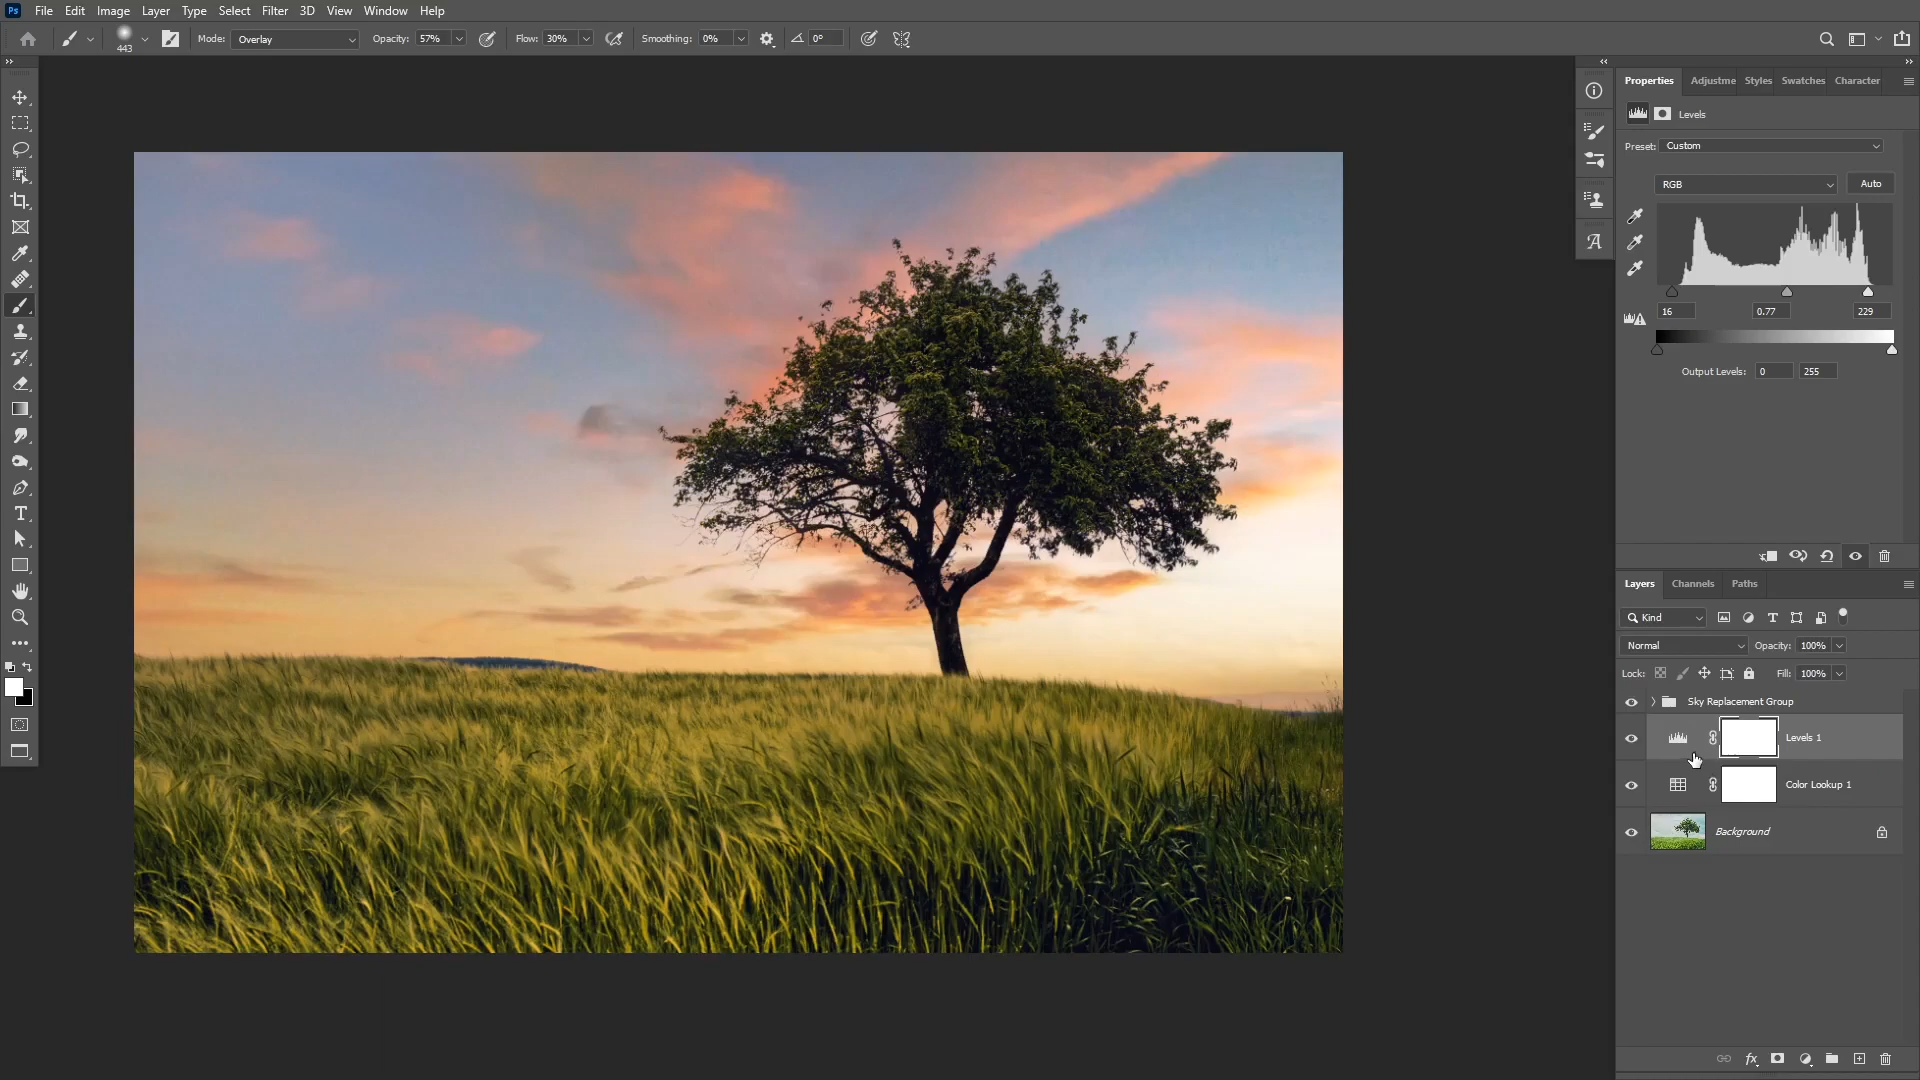 Ps File Edit Image Layer Type Select Filter 3D View Window Help
443 Mode: Overlay Opacity: 57% Flow: 30% Smoothing: 0% 0°
Properties Adjustme Styles Swatches Character
Levels
Preset: Custom
RGB Auto
16 0.77 229
Output Levels: 0 255
Layers Channels Paths
Kind
Normal Opacity: 100%
Lock: Fill: 100%
Sky Replacement Group
Levels 1
Color Lookup 1
Background